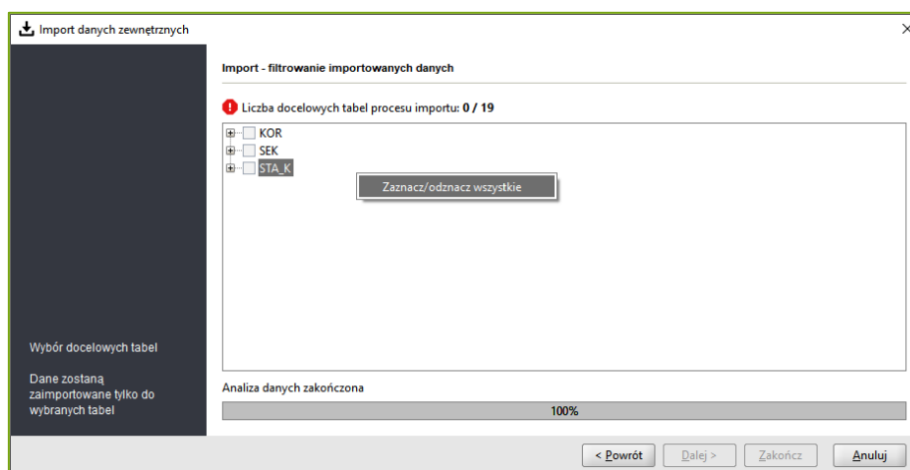 Import danych zewnętrznych
Import - filtrowanie importowanych danych
Liczba docelowych tabel procesu importu: 0 / 19
KOR
SEK
STA_K
Zaznacz/odznacz wszystkie
Wybór docelowych tabel
Dane zostaną
zaimportowane tylko do
wybranych tabel
Analiza danych zakończona
100%
< Powrót
Dalej >
Zakończ
Anuluj